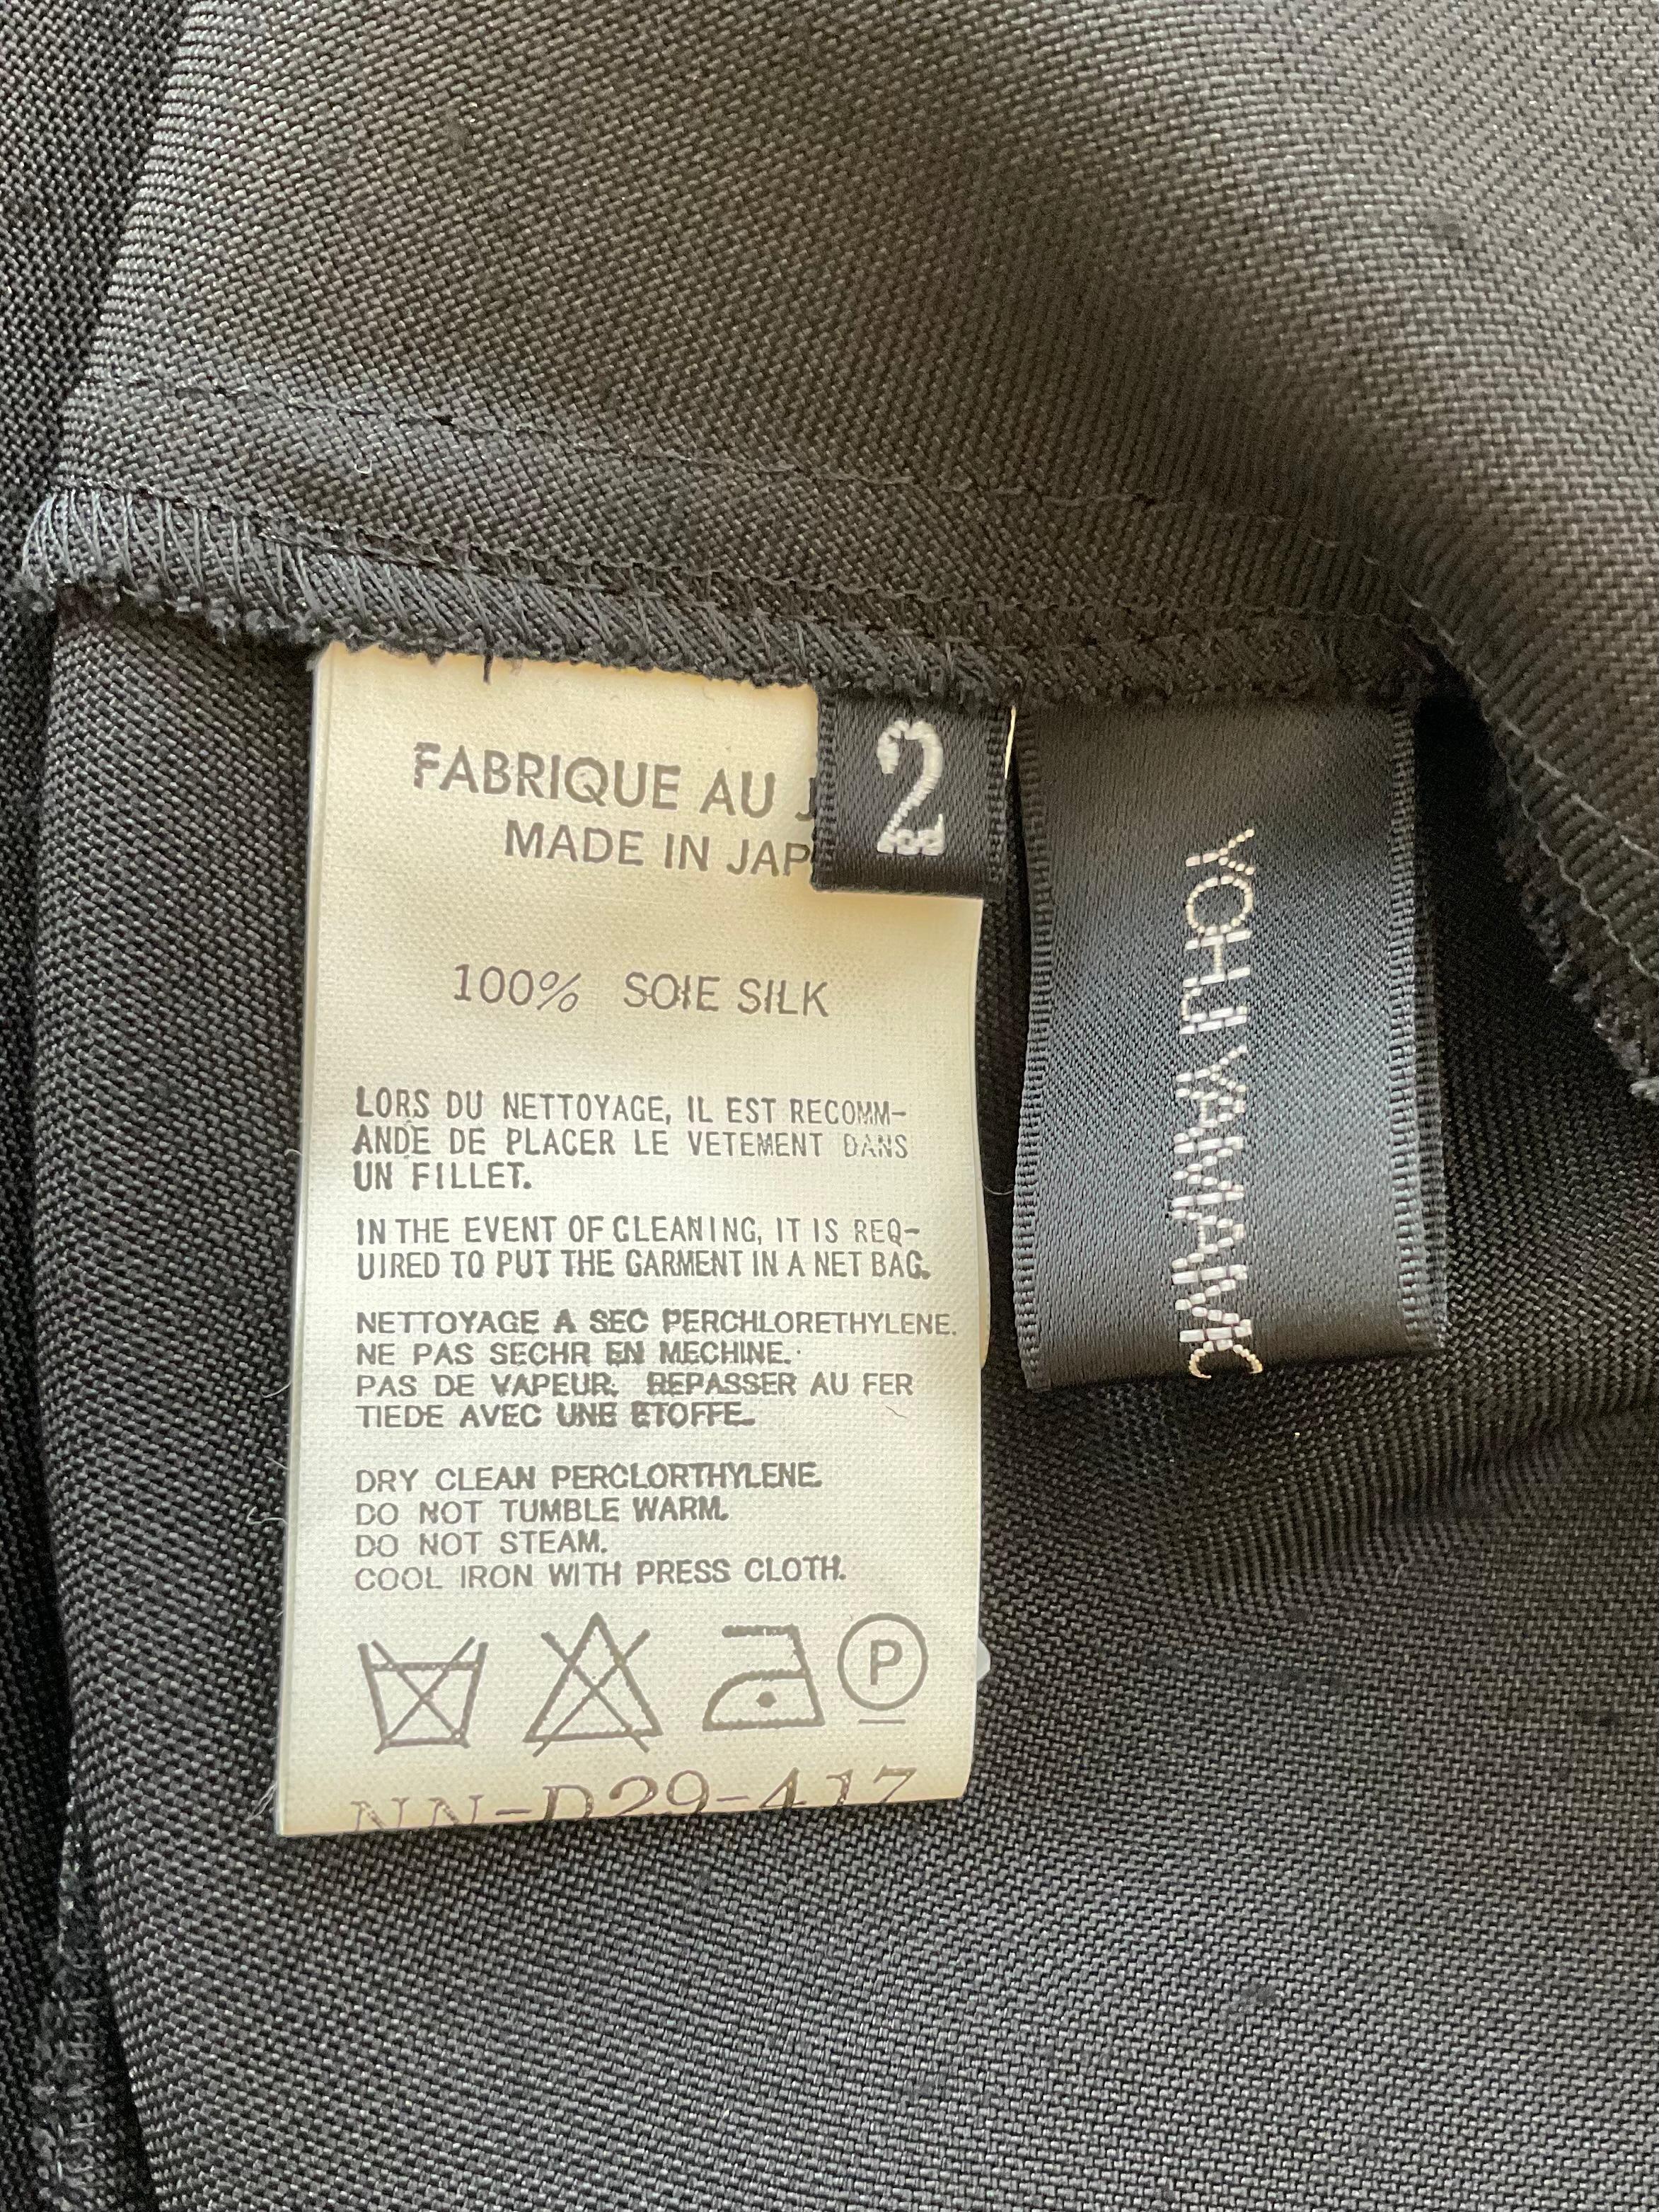 FABRIQUE AU J
MADE IN JAP
2
100% SOIE SILK
LORS DU NETTOYAGE, IL EST RECOMM-
ANDE DE PLACER LE VETEMENT DANS
UN FILLET.
IN THE EVENT OF CLEANING, IT IS REQ-
UIRED TO PUT THE GARMENT IN A NET BAG.
NETTOYAGE A SEC PERCHLORETHYLENE.
NE PAS SECHR EN MECHINE.
PAS DE VAPEUR. REPASSER AU FER
TIEDE AVEC UNE ETOFFE.
DRY CLEAN PERCLORTHYLENE.
DO NOT TUMBLE WARM.
DO NOT STEAM.
COOL IRON WITH PRESS CLOTH.
P
NN-D29-417
YOHJI YAMAMO